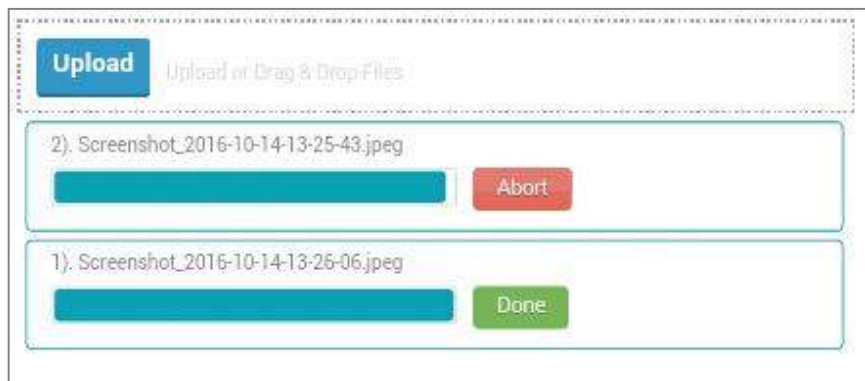 Upload
Upload or Drag & Drop Files
2). Screenshot_2016-10-14-13-25-43.jpeg
Abort
1). Screenshot_2016-10-14-13-26-06.jpeg
Done